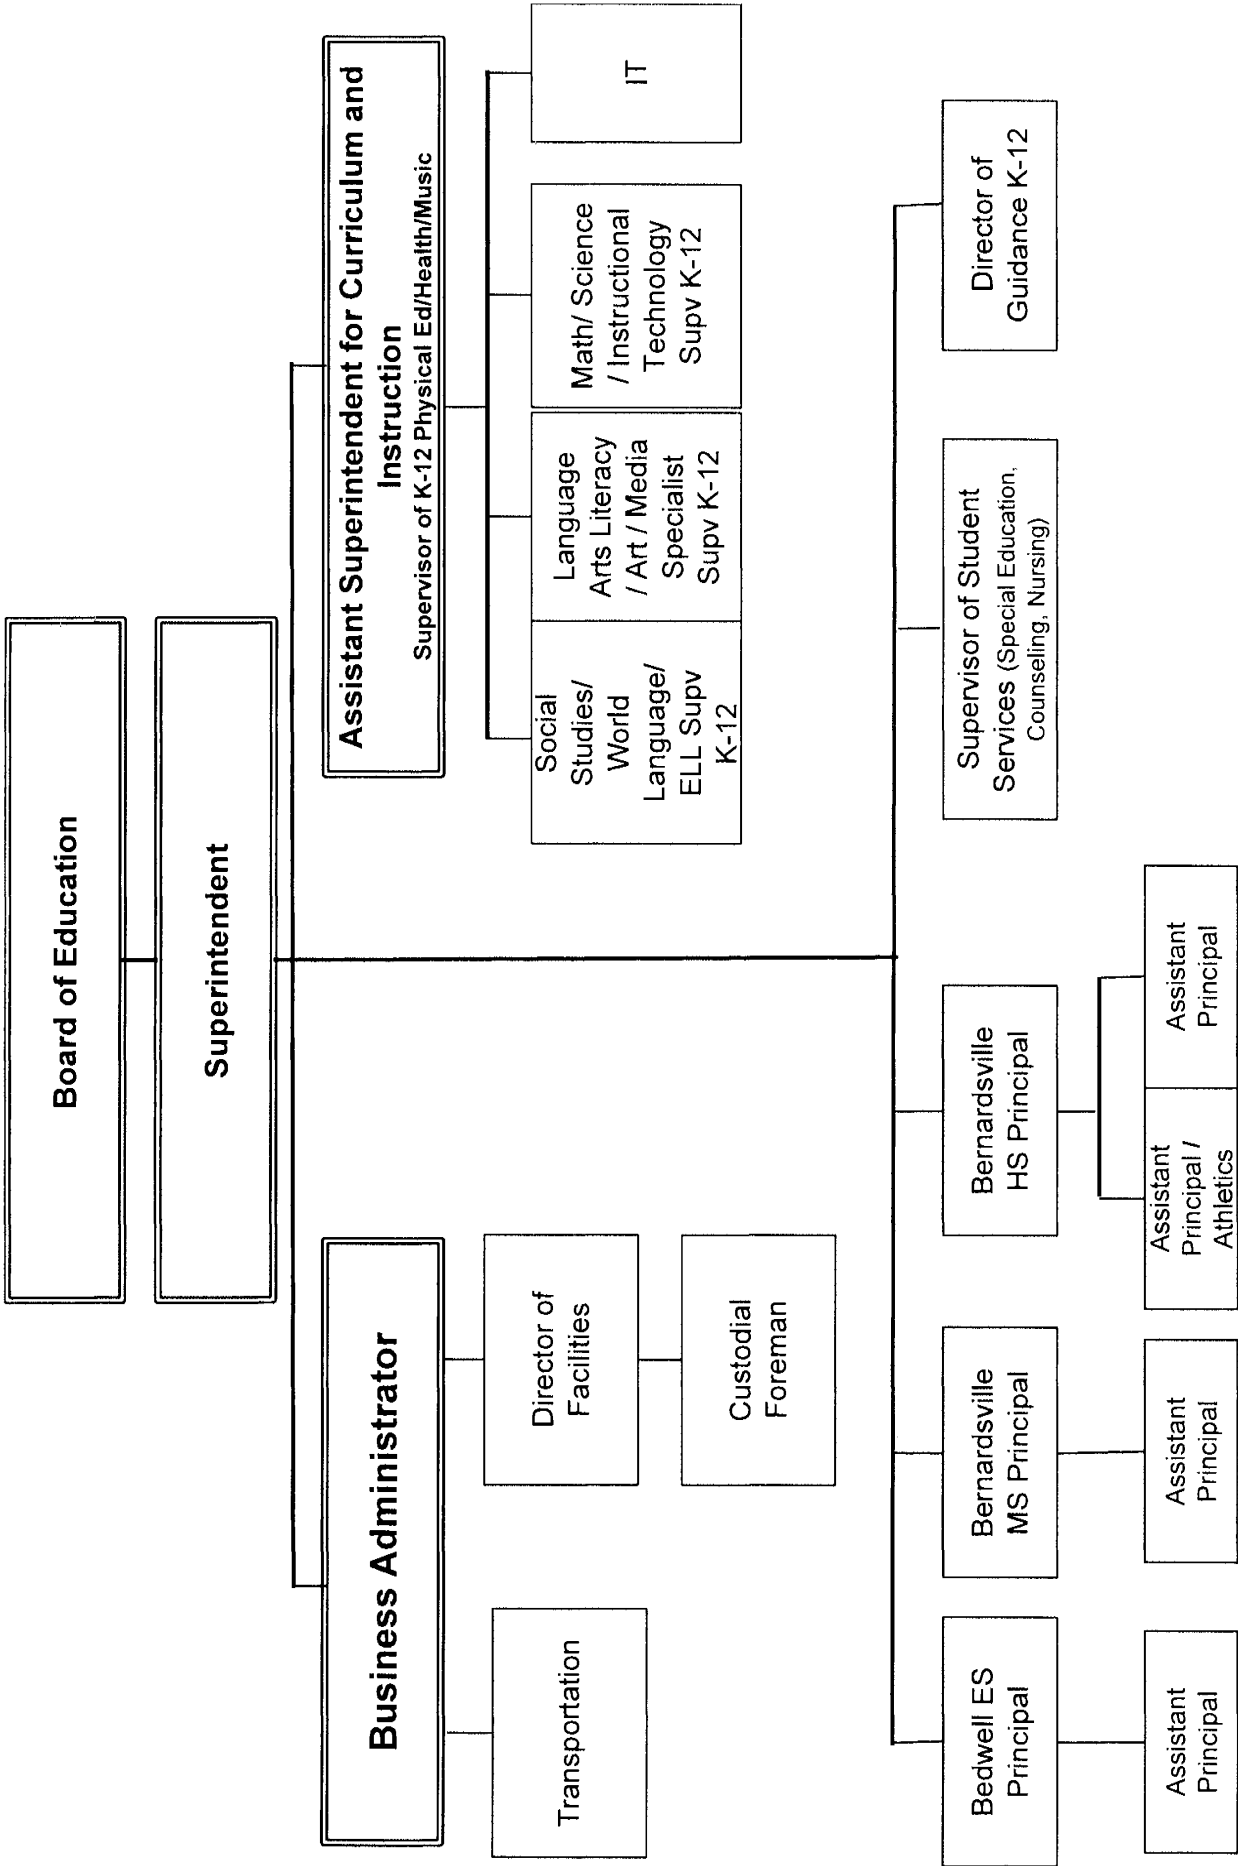 Board of Education
Superintendent
Business Administrator
Assistant Superintendent for Curriculum and
Instruction
Supervisor of K-12 Physical Ed/Health/Music
Transportation
Director of
Facilities
Custodial
Foreman
Social
Studies/
World
Language/
ELL Supv
K-12
Language
Arts Literacy
/ Art / Media
Specialist
Supv K-12
Math/ Science
/ Instructional
Technology
Supv K-12
IT
Bedwell ES
Principal
Bernardsville
MS Principal
Bernardsville
HS Principal
Supervisor of Student
Services (Special Education,
Counseling, Nursing)
Director of
Guidance K-12
Assistant
Principal
Assistant
Principal
Assistant
Principal /
Athletics
Assistant
Principal